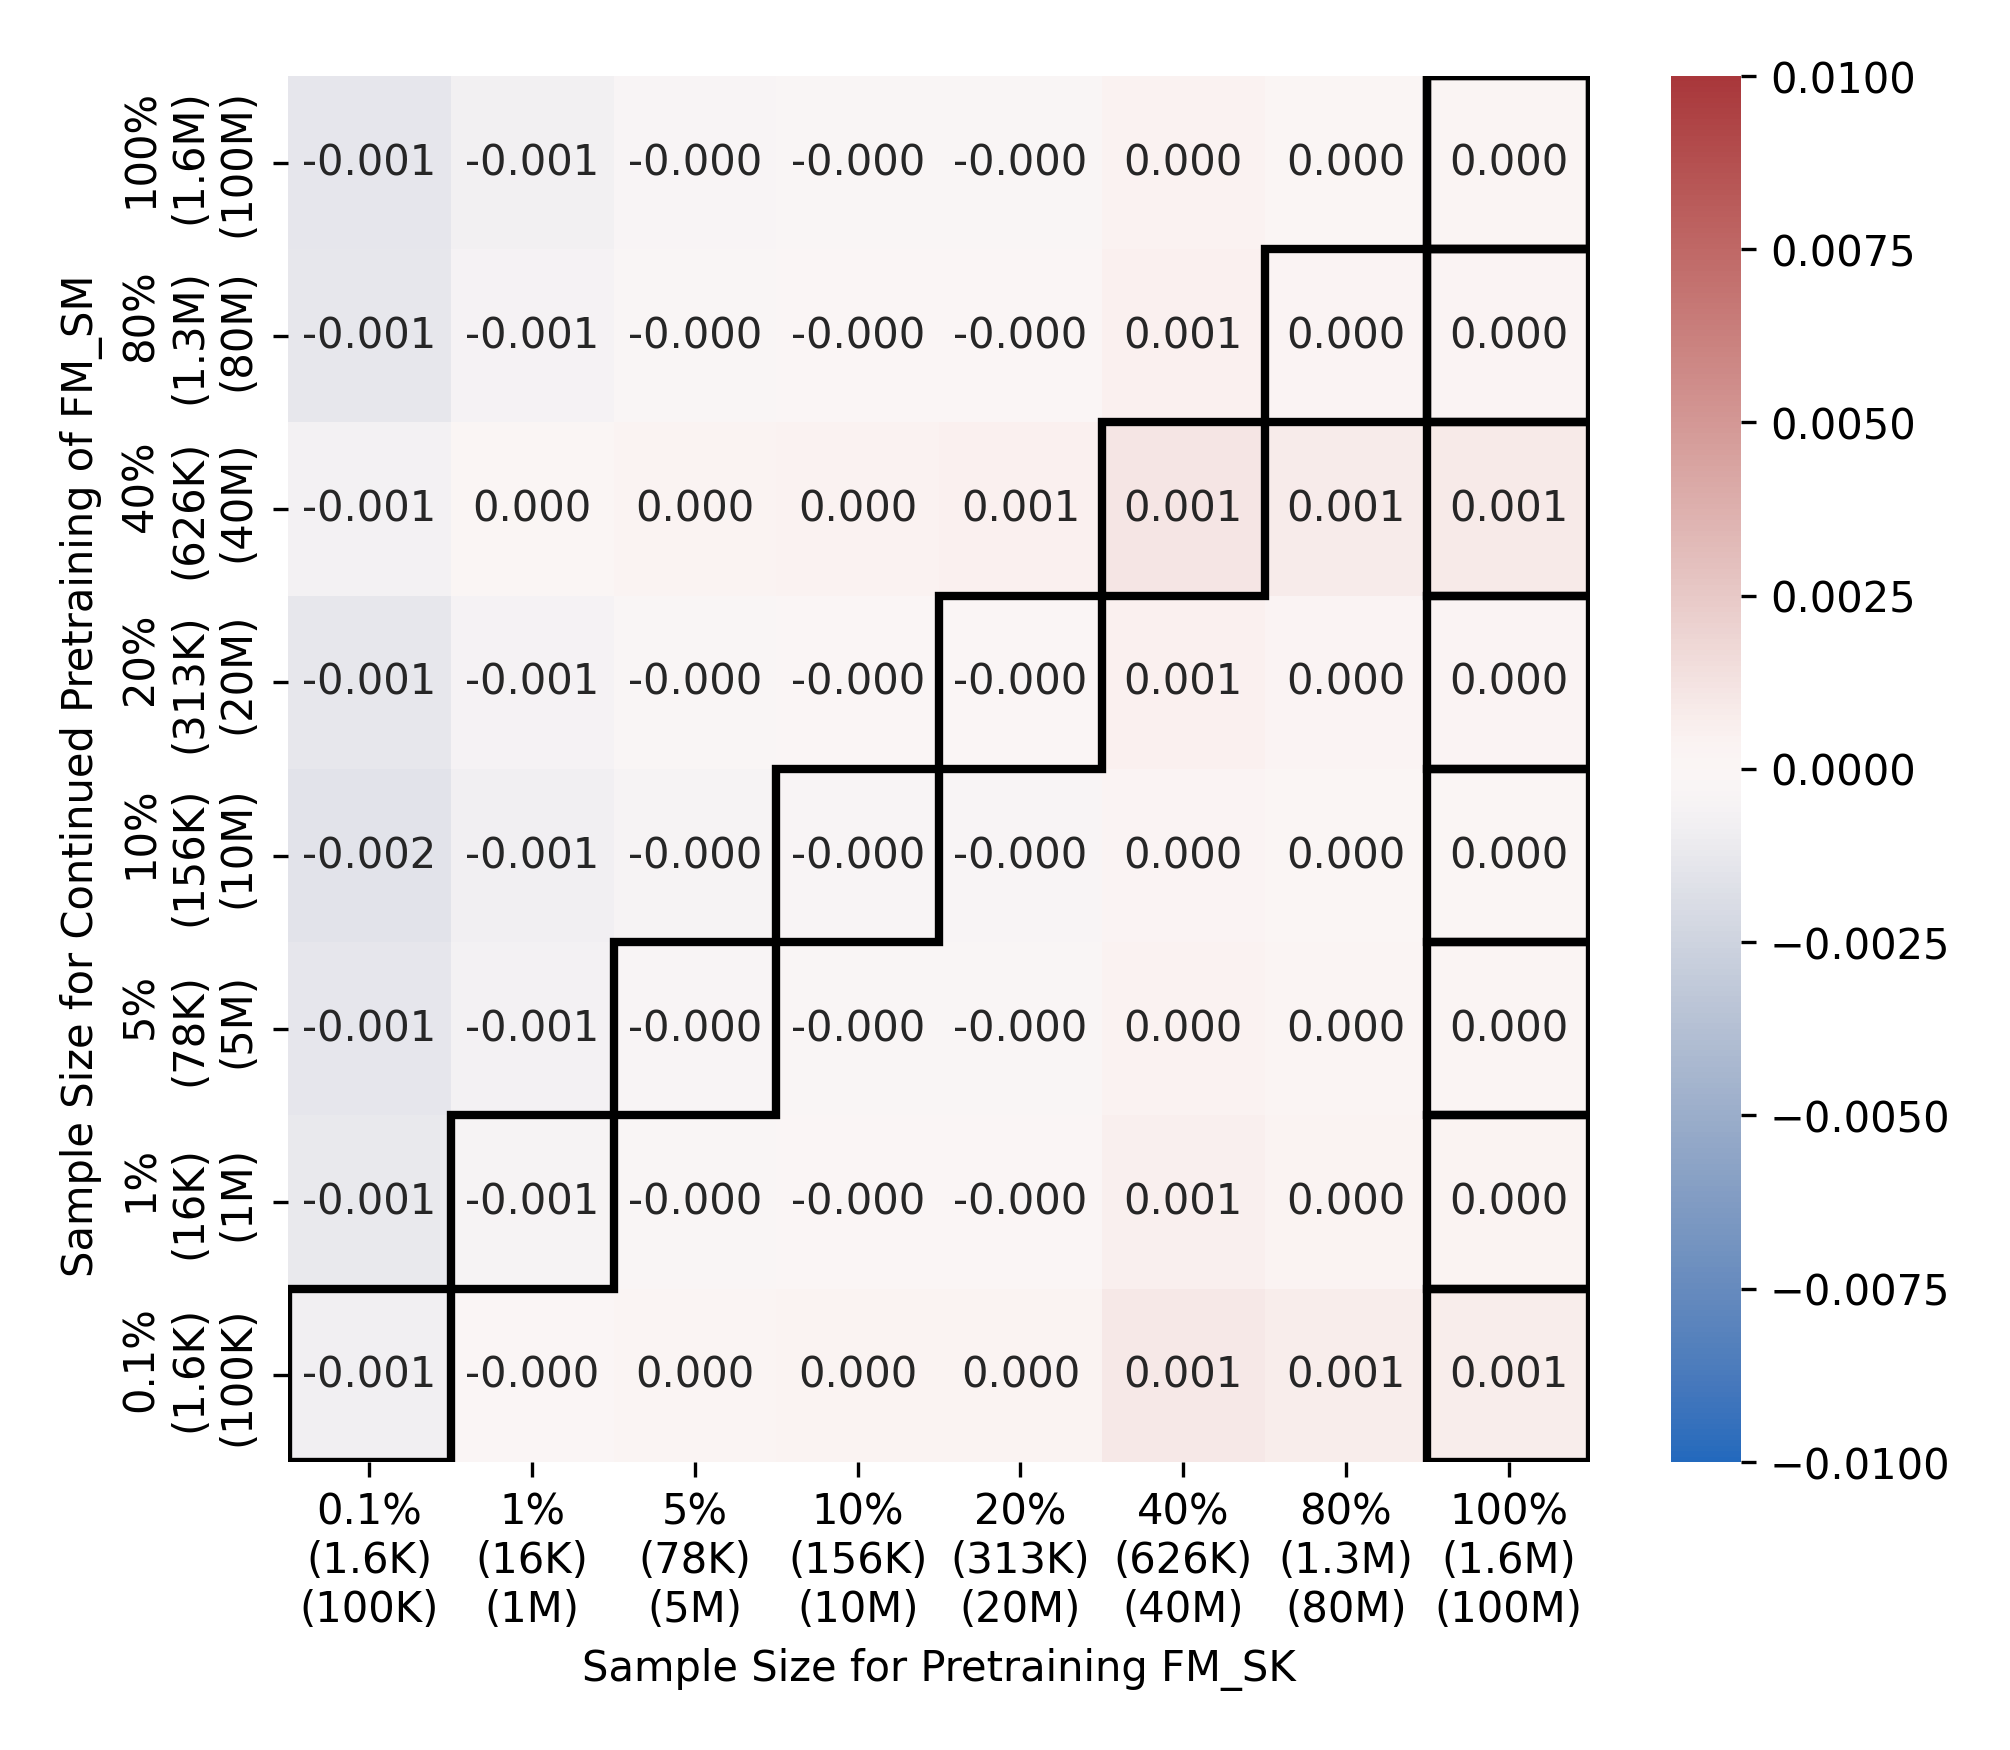 Sample Size for Continued Pretraining of FM_SM
100%
(1.6M)
(100M)
-0.001 -0.001 -0.000 -0.000 -0.000 0.000 0.000 0.000
80%
(1.3M)
(80M)
-0.001 -0.001 -0.000 -0.000 -0.000 0.001 0.000 0.000
40%
(626K)
(40M)
-0.001 0.000 0.000 0.000 0.001 0.001 0.001 0.001
20%
(313K)
(20M)
-0.001 -0.001 -0.000 -0.000 -0.000 0.001 0.000 0.000
10%
(156K)
(10M)
-0.002 -0.001 -0.000 -0.000 -0.000 0.000 0.000 0.000
5%
(78K)
(5M)
-0.001 -0.001 -0.000 -0.000 -0.000 0.000 0.000 0.000
1%
(16K)
(1M)
-0.001 -0.001 -0.000 -0.000 -0.000 0.001 0.000 0.000
0.1%
(1.6K)
(100K)
-0.001 -0.000 0.000 0.000 0.000 0.001 0.001 0.001
0.1% 1% 5% 10% 20% 40% 80% 100%
(1.6K) (16K) (78K) (156K) (313K) (626K) (1.3M) (1.6M)
(100K) (1M) (5M) (10M) (20M) (40M) (80M) (100M)
Sample Size for Pretraining FM_SK
0.0100
0.0075
0.0050
0.0025
0.0000
−0.0025
−0.0050
−0.0075
−0.0100